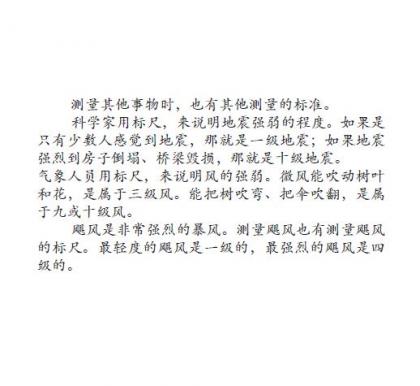 测量其他事物时，也有其他测量的标准。
科学家用标尺，来说明地震强弱的程度。如果是
只有少数人感觉到地震，那就是一级地震；如果地震
强烈到房子倒塌、桥梁毁损，那就是十级地震。
气象人员用标尺，来说明风的强弱。微风能吹动树叶
和花，是属于三级风。能把树吹弯、把伞吹翻，是属
于九或十级风。
飓风是非常强烈的暴风。测量飓风也有测量飓风
的标尺。最轻度的飓风是一级的，最强烈的飓风是四
级的。